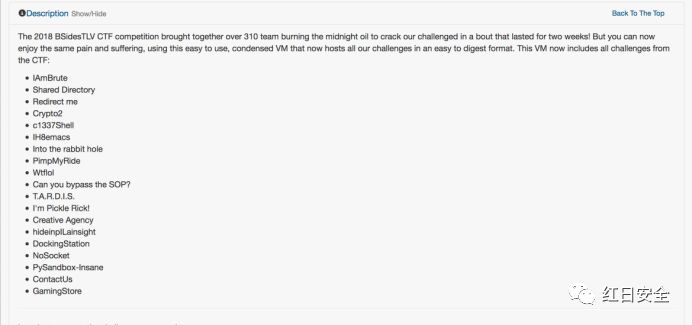 Description Show/Hide
Back To The Top
The 2018 BSidesTLV CTF competition brought together over 310 team burning the midnight oil to crack our challenged in a bout that lasted for two weeks! But you can now
enjoy the same pain and suffering, using this easy to use, condensed VM that now hosts all our challenges in an easy to digest format. This VM now includes all challenges from
the CTF:
IAmBrute
Shared Directory
Redirect me
Crypto2
c1337Shell
IH8emacs
Into the rabbit hole
PimpMyRide
Wtflol
Can you bypass the SOP?
T.A.R.D.I.S.
I'm Pickle Rick!
Creative Agency
hideinpILainsight
DockingStation
NoSocket
PySandbox-Insane
ContactUs
GamingStore
红日安全